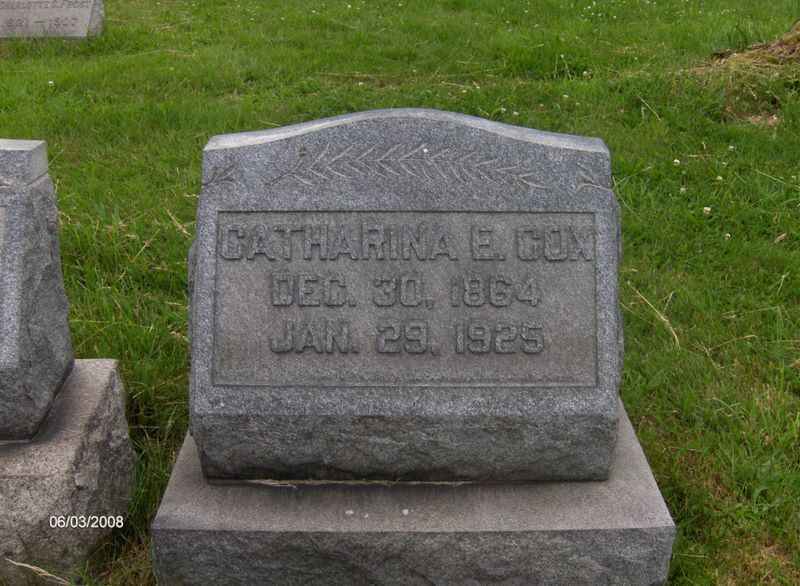 CATHARINA E. COX
DEC. 30, 1864
JAN. 29, 1925
06/03/2008